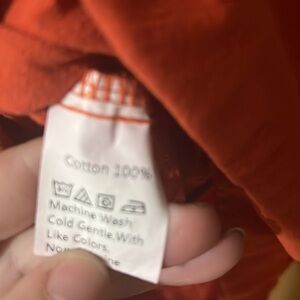 Cotton 100%
Machine Wash
Cold Gentle,With
Like Colors,